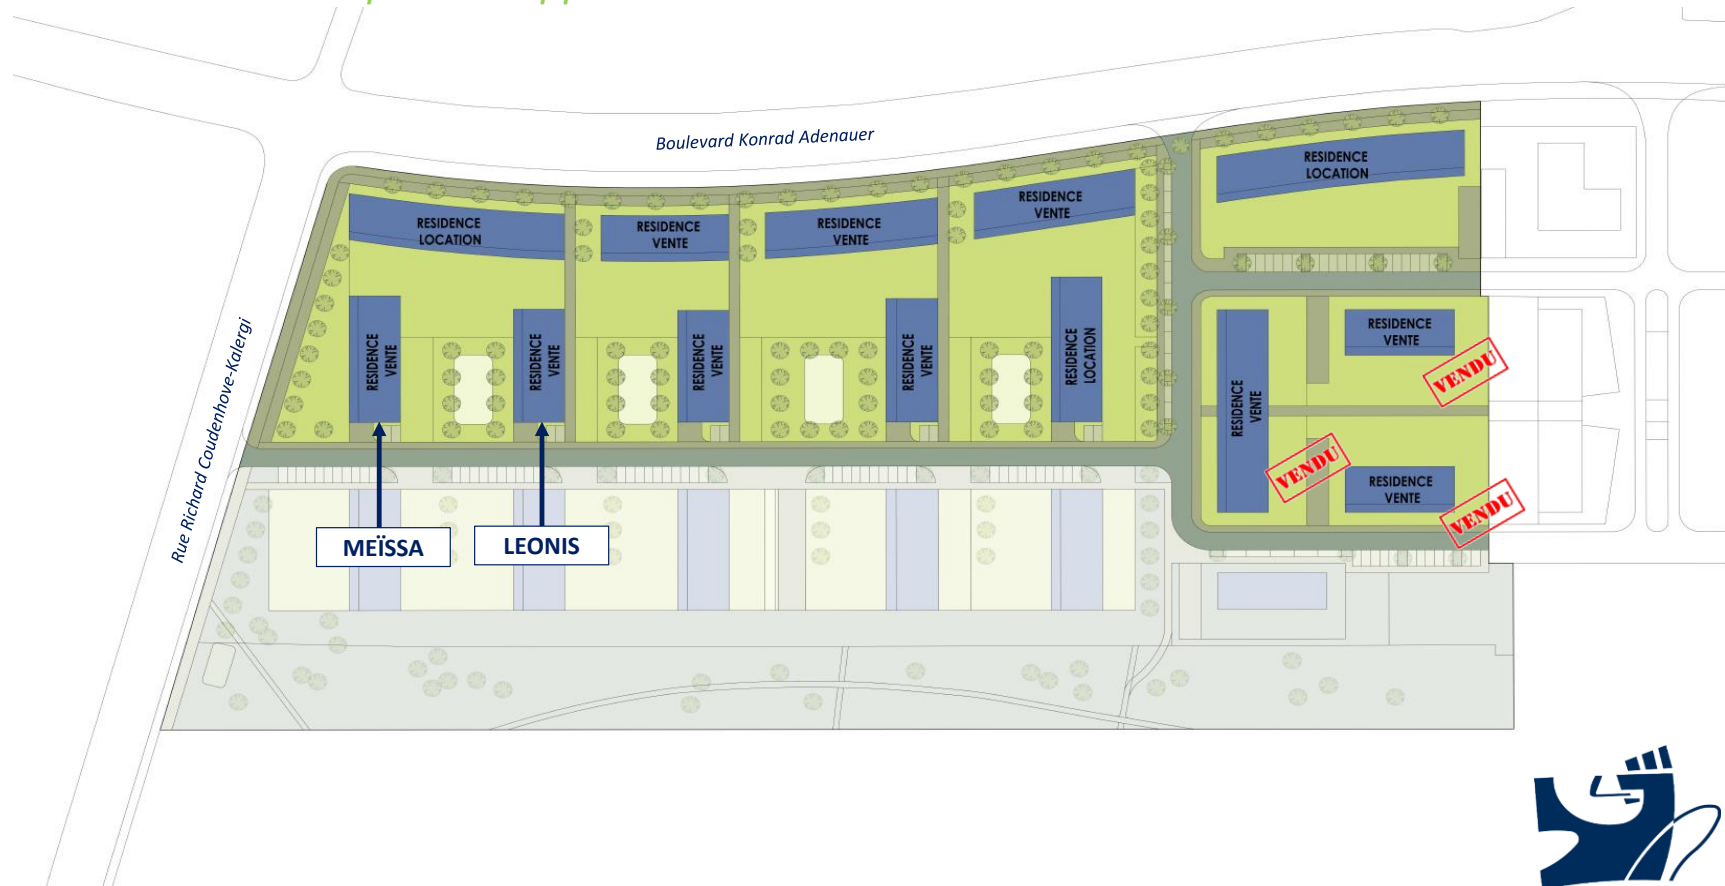 Boulevard Konrad Adenauer
RESIDENCE
LOCATION
RESIDENCE
LOCATION
RESIDENCE
VENTE
RESIDENCE
VENTE
RESIDENCE
VENTE
Rue Richard Coudenhove-Kalergi
RESIDENCE
VENTE
RESIDENCE
VENTE
RESIDENCE
VENTE
RESIDENCE
VENTE
RESIDENCE
LOCATION
RESIDENCE
VENTE
RESIDENCE
VENTE
VENDU
VENDU
RESIDENCE
VENTE
VENDU
MEÏSSA
LEONIS